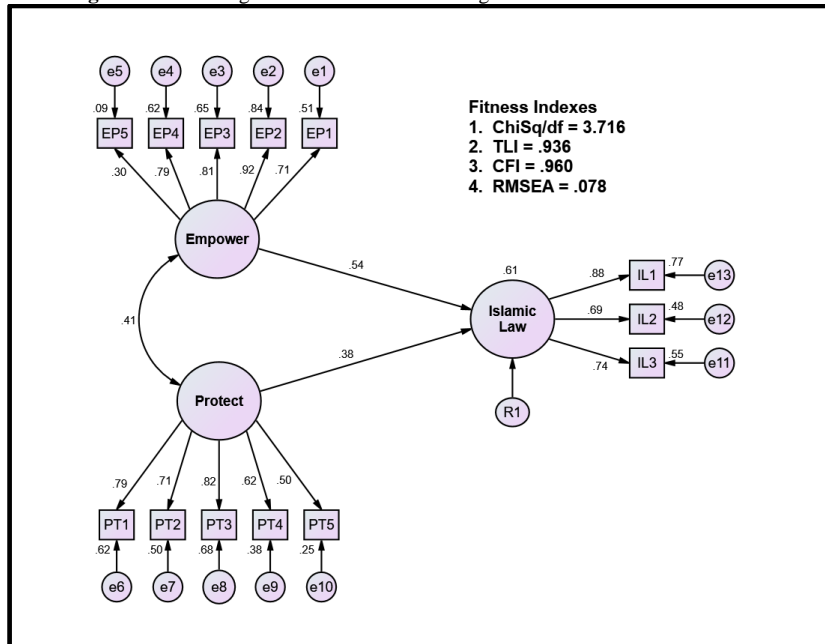 e5 e4 e3 e2 e1
.09 .62 .65 .84 .51
EP5 EP4 EP3 EP2 EP1
.30 .79 .81 .92 .71
Fitness Indexes
1. ChiSq/df = 3.716
2. TLI = .936
3. CFI = .960
4. RMSEA = .078
Empower
.54
.61
.41
.38
Islamic
Law
.88 IL1 .77 e13
.69 IL2 .48 e12
.74 IL3 .55 e11
R1
Protect
.79 .71 .82 .62 .50
PT1 PT2 PT3 PT4 PT5
.62 .50 .68 .38 .25
e6 e7 e8 e9 e10